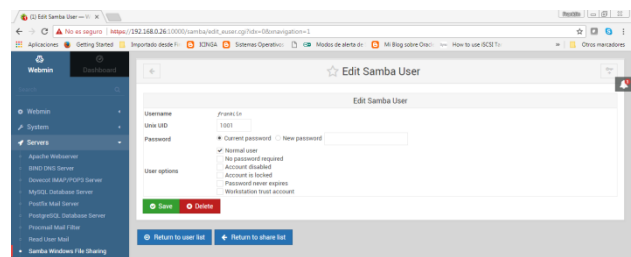 (1) Edit Samba User — W
No es seguro | https://192.168.0.26:10000/samba/edit_euser.cgi?idx=0&xnavigation=1
Aplicaciones Getting Started Importado desde Fi ICINGA Sistemas Operativos Modos de alerta de Mi Blog sobre Oracl How to use iSCSI Ta Otros marcadores
Webmin Dashboard
Search
Edit Samba User
Webmin
System
Servers
Apache Webserver
BIND DNS Server
Dovecot IMAP/POP3 Server
MySQL Database Server
Postfix Mail Server
PostgreSQL Database Server
Procmail Mail Filter
Read User Mail
Samba Windows File Sharing
Edit Samba User
Username
Unix UID 1001
Password Current password New password
User options Normal user
No password required
Account disabled
Account is locked
Password never expires
Workstation trust account
Save Delete
Return to user list Return to share list